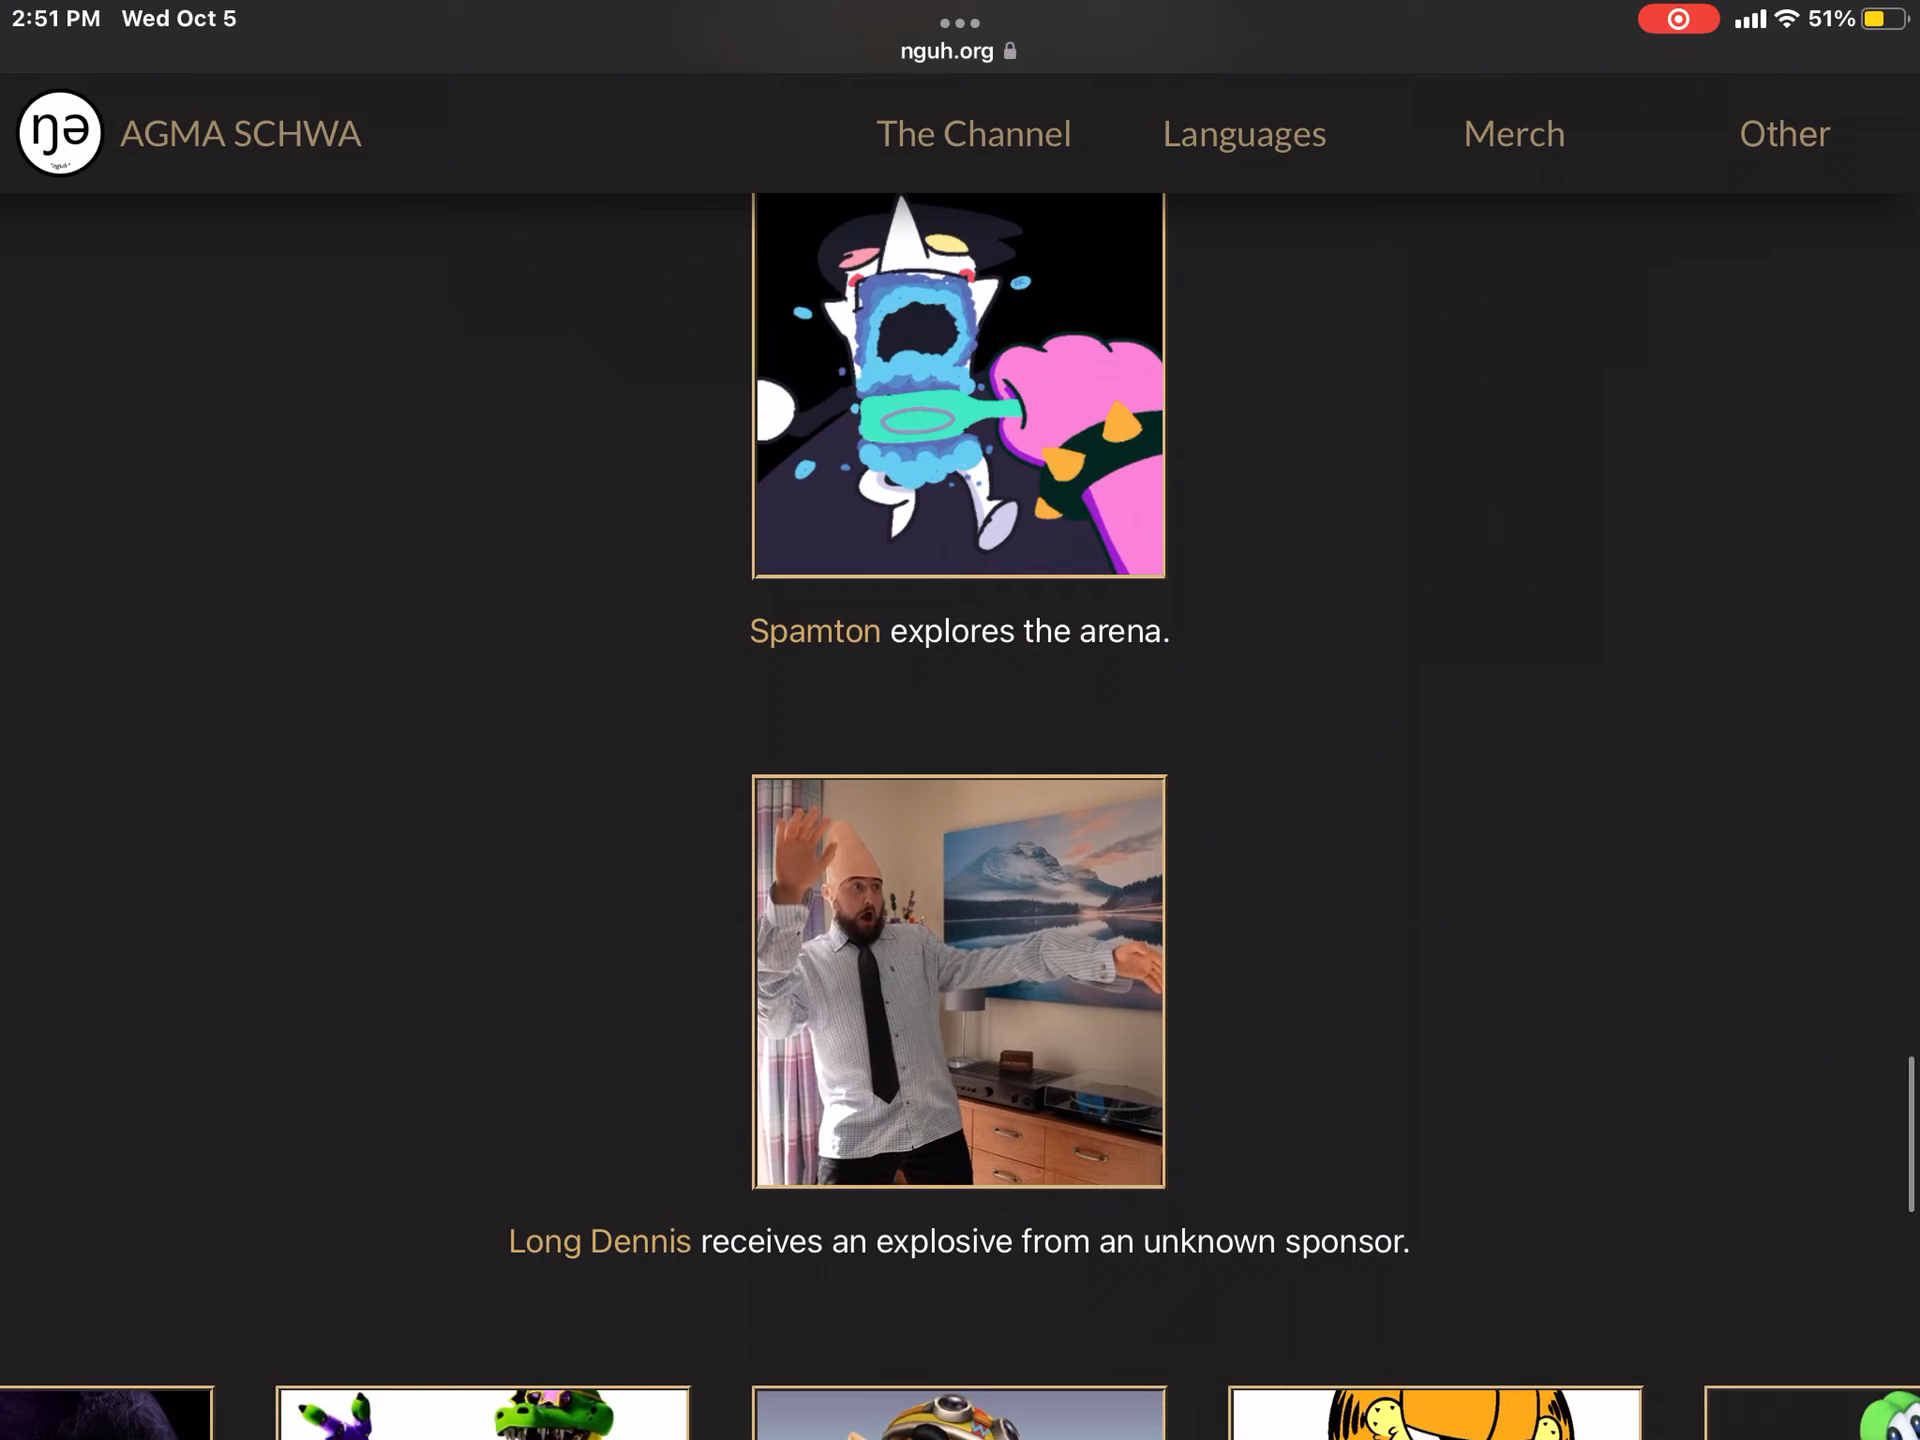 2:51 PM Wed Oct 5
51%
nguh.org
ŋə
"nguh"
AGMA SCHWA
The Channel
Languages
Merch
Other
Spamton explores the arena.
Long Dennis receives an explosive from an unknown sponsor.